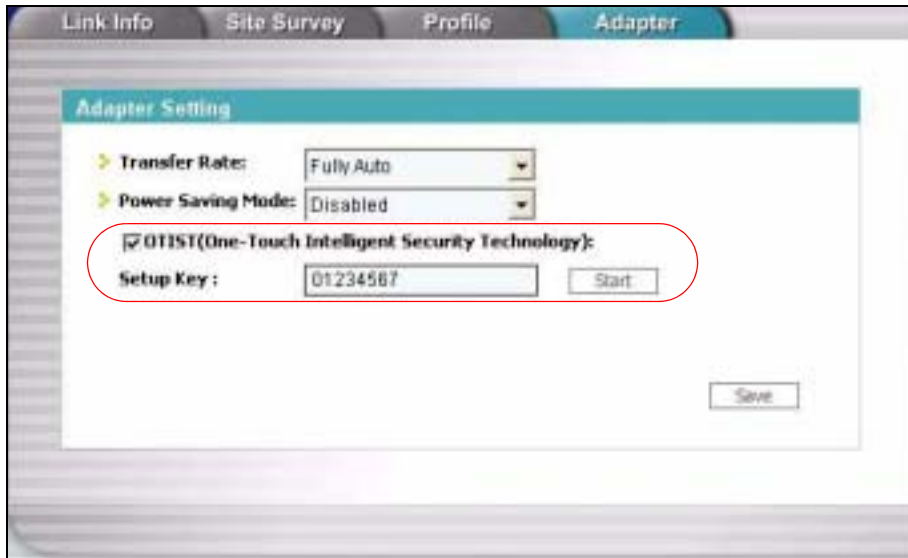 Link Info Site Survey Profile Adapter
Adapter Setting
Transfer Rate: Fully Auto
Power Saving Mode: Disabled
OTIST(One-Touch Intelligent Security Technology):
Setup Key : 01234567 Start
Save